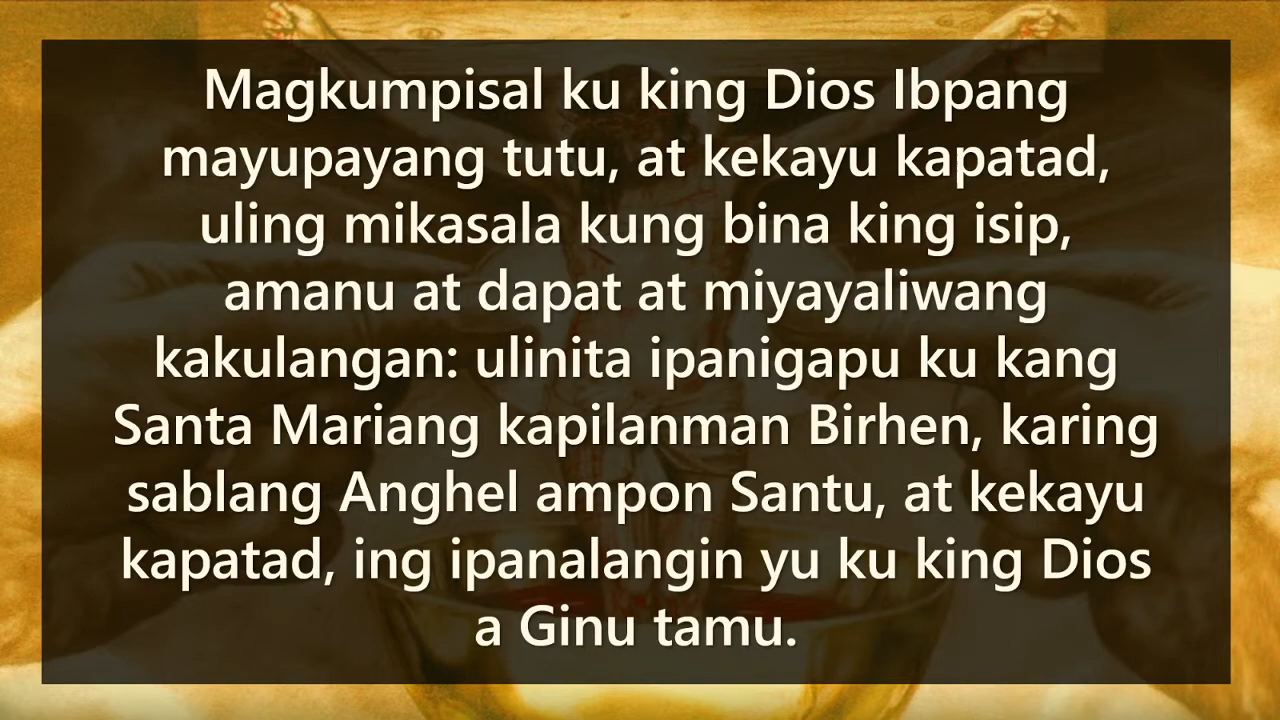 Magkumpisal ku king Dios Ibpang
mayupayang tutu, at kekayu kapatad,
uling mikasala kung bina king isip,
amanu at dapat at miyayaliwang
kakulangan: ulinita ipanigapu ku kang
Santa Mariang kapilanman Birhen, karing
sablang Anghel ampon Santu, at kekayu
kapatad, ing ipanalangin yu ku king Dios
a Ginu tamu.